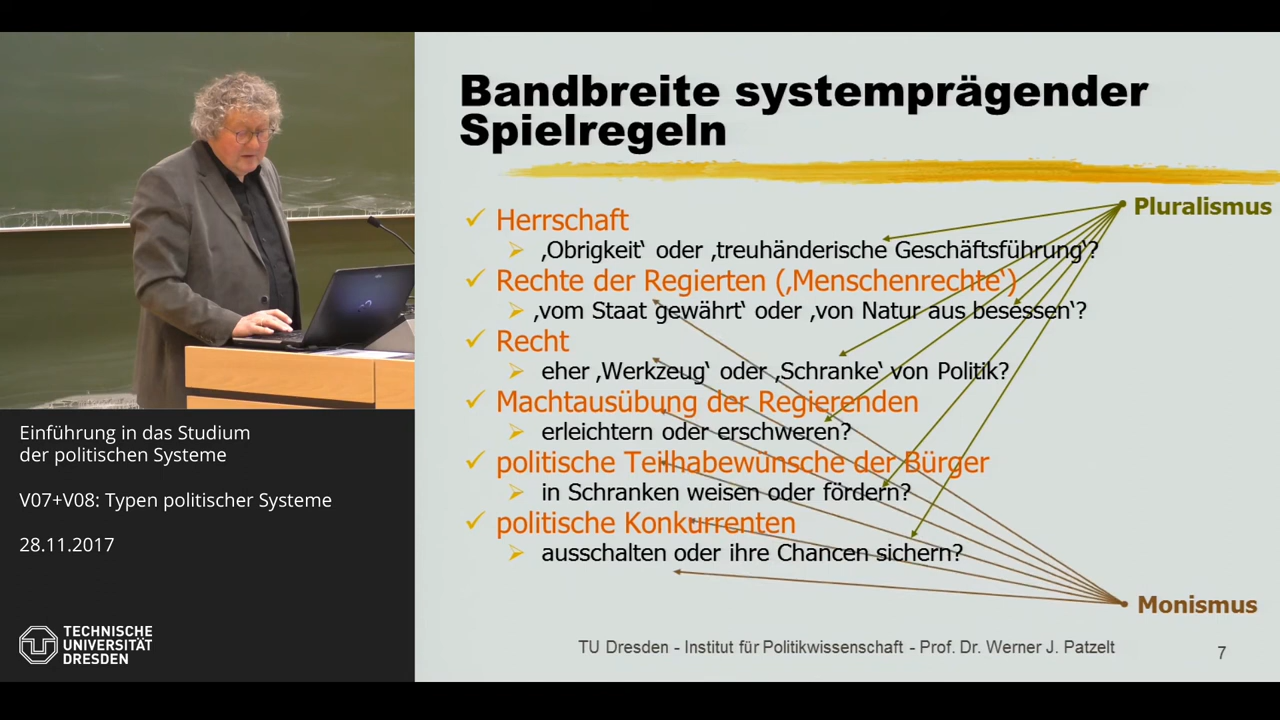 Bandbreite systemprägender
Spielregeln
Herrschaft
‚Obrigkeit‘ oder ‚treuhänderische Geschäftsführung‘?
Rechte der Regierten (‚Menschenrechte‘)
‚vom Staat gewährt‘ oder ‚von Natur aus besessen‘?
Recht
eher ‚Werkzeug‘ oder ‚Schranke‘ von Politik?
Machtausübung der Regierenden
erleichtern oder erschweren?
politische Teilhabewünsche der Bürger
in Schranken weisen oder fördern?
politische Konkurrenten
ausschalten oder ihre Chancen sichern?
Pluralismus
Monismus
TU Dresden - Institut für Politikwissenschaft - Prof. Dr. Werner J. Patzelt
7
Einführung in das Studium
der politischen Systeme
V07+V08: Typen politischer Systeme
28.11.2017
TECHNISCHE
UNIVERSITÄT
DRESDEN